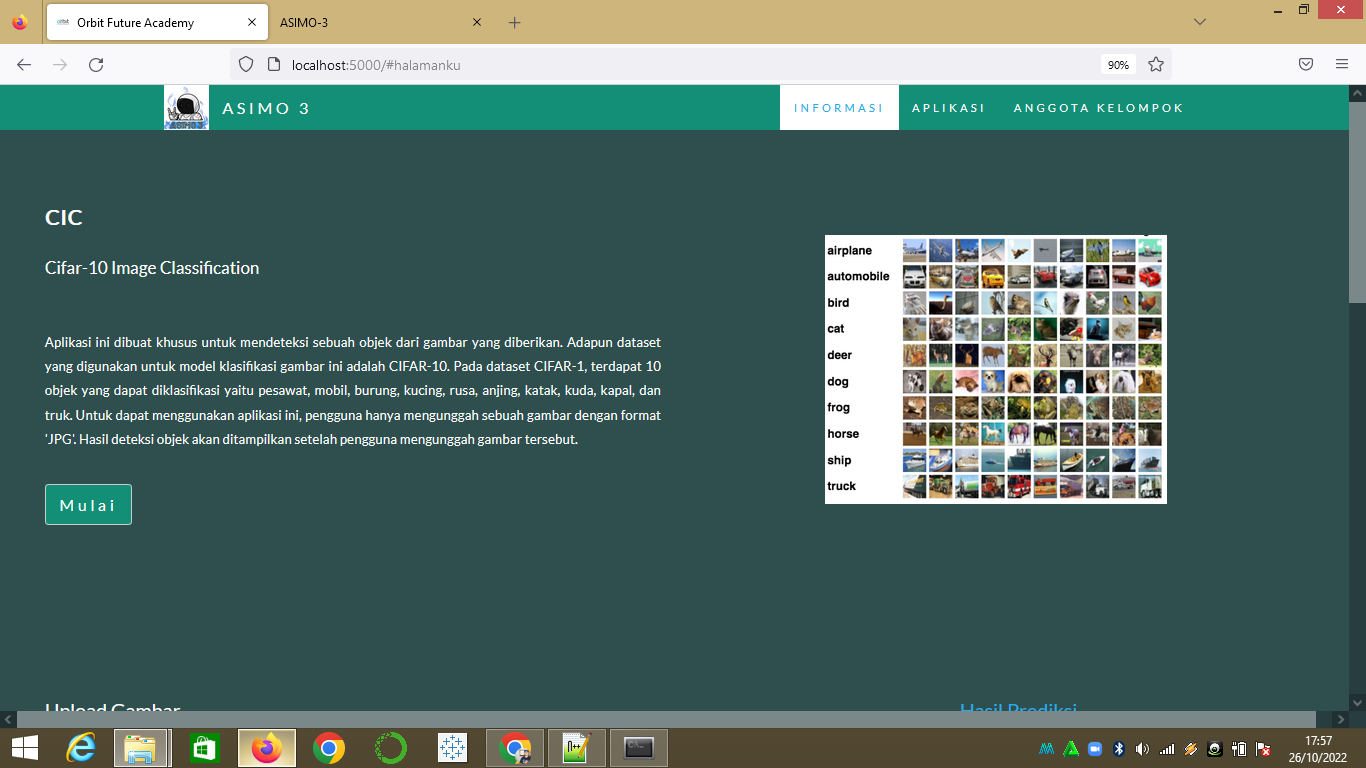 Orbit Future Academy
ASIMO-3
localhost:5000/#halamanku
90%
ASIMO 3
INFORMASI
APLIKASI
ANGGOTA KELOMPOK
CIC
Cifar-10 Image Classification
Aplikasi ini dibuat khusus untuk mendeteksi sebuah objek dari gambar yang diberikan. Adapun dataset
yang digunakan untuk model klasifikasi gambar ini adalah CIFAR-10. Pada dataset CIFAR-1, terdapat 10
objek yang dapat diklasifikasi yaitu pesawat, mobil, burung, kucing, rusa, anjing, katak, kuda, kapal, dan
truk. Untuk dapat menggunakan aplikasi ini, pengguna hanya mengunggah sebuah gambar dengan format
'JPG'. Hasil deteksi objek akan ditampilkan setelah pengguna mengunggah gambar tersebut.
Mulai
airplane
automobile
bird
cat
deer
dog
frog
horse
ship
truck
Upload Gambar
Hasil Prediksi
17:57
26/10/2022